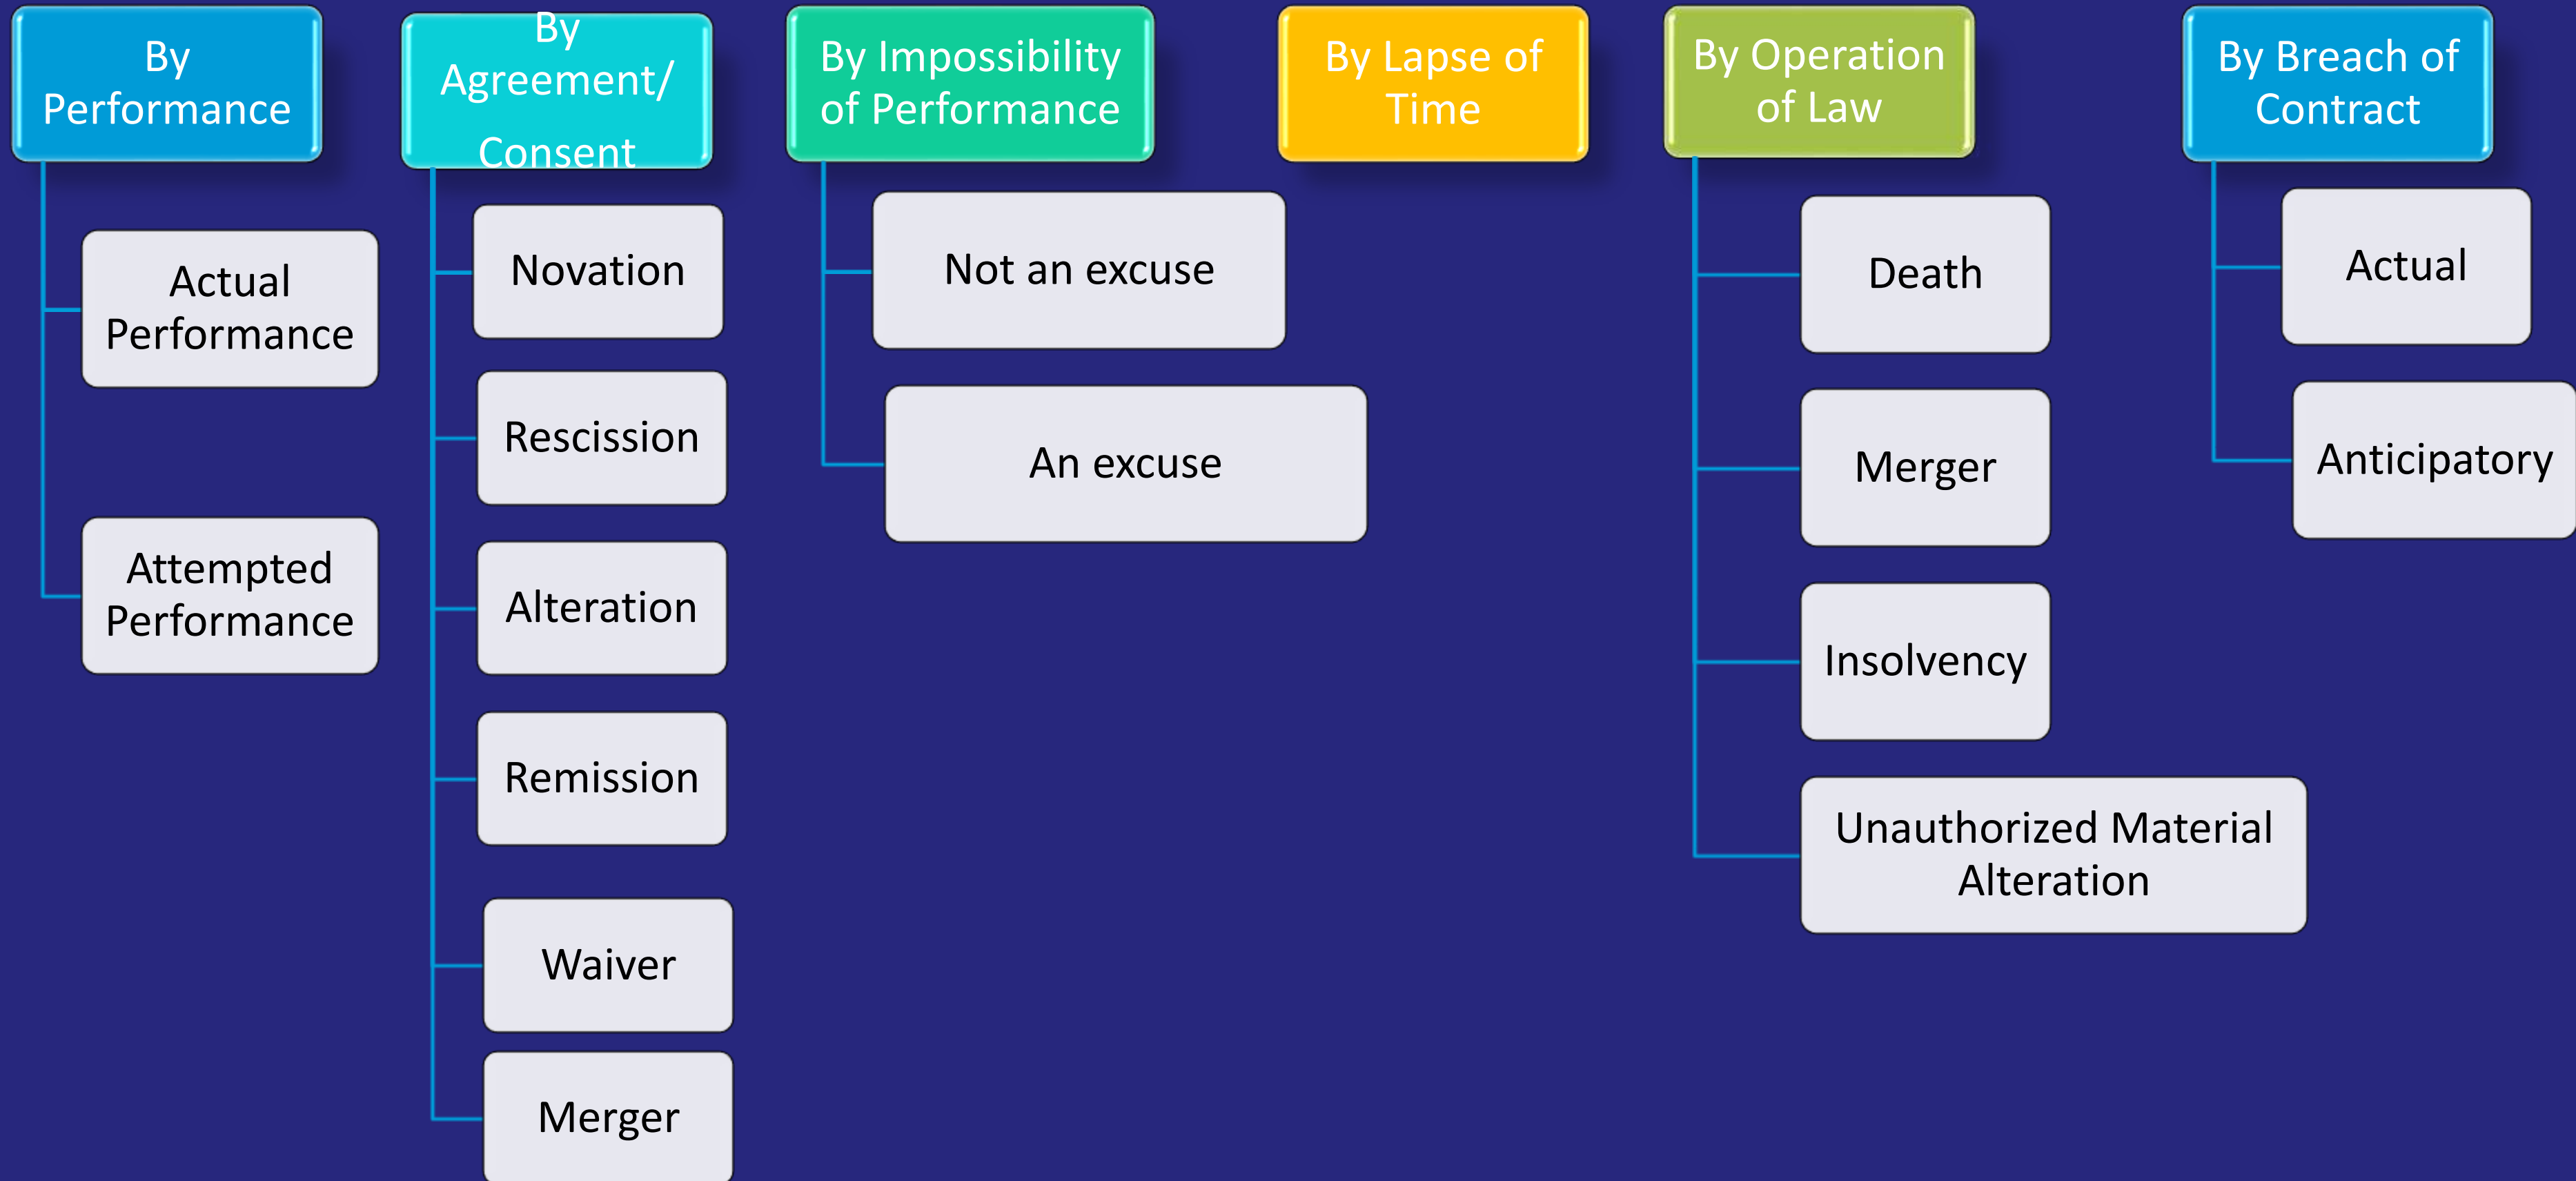 By
Performance
Actual
Performance
Attempted
Performance
By
Agreement/
Consent
Novation
Rescission
Alteration
Remission
Waiver
Merger
By Impossibility
of Performance
Not an excuse
An excuse
By Lapse of
Time
By Operation
of Law
Death
Merger
Insolvency
Unauthorized Material
Alteration
By Breach of
Contract
Actual
Anticipatory